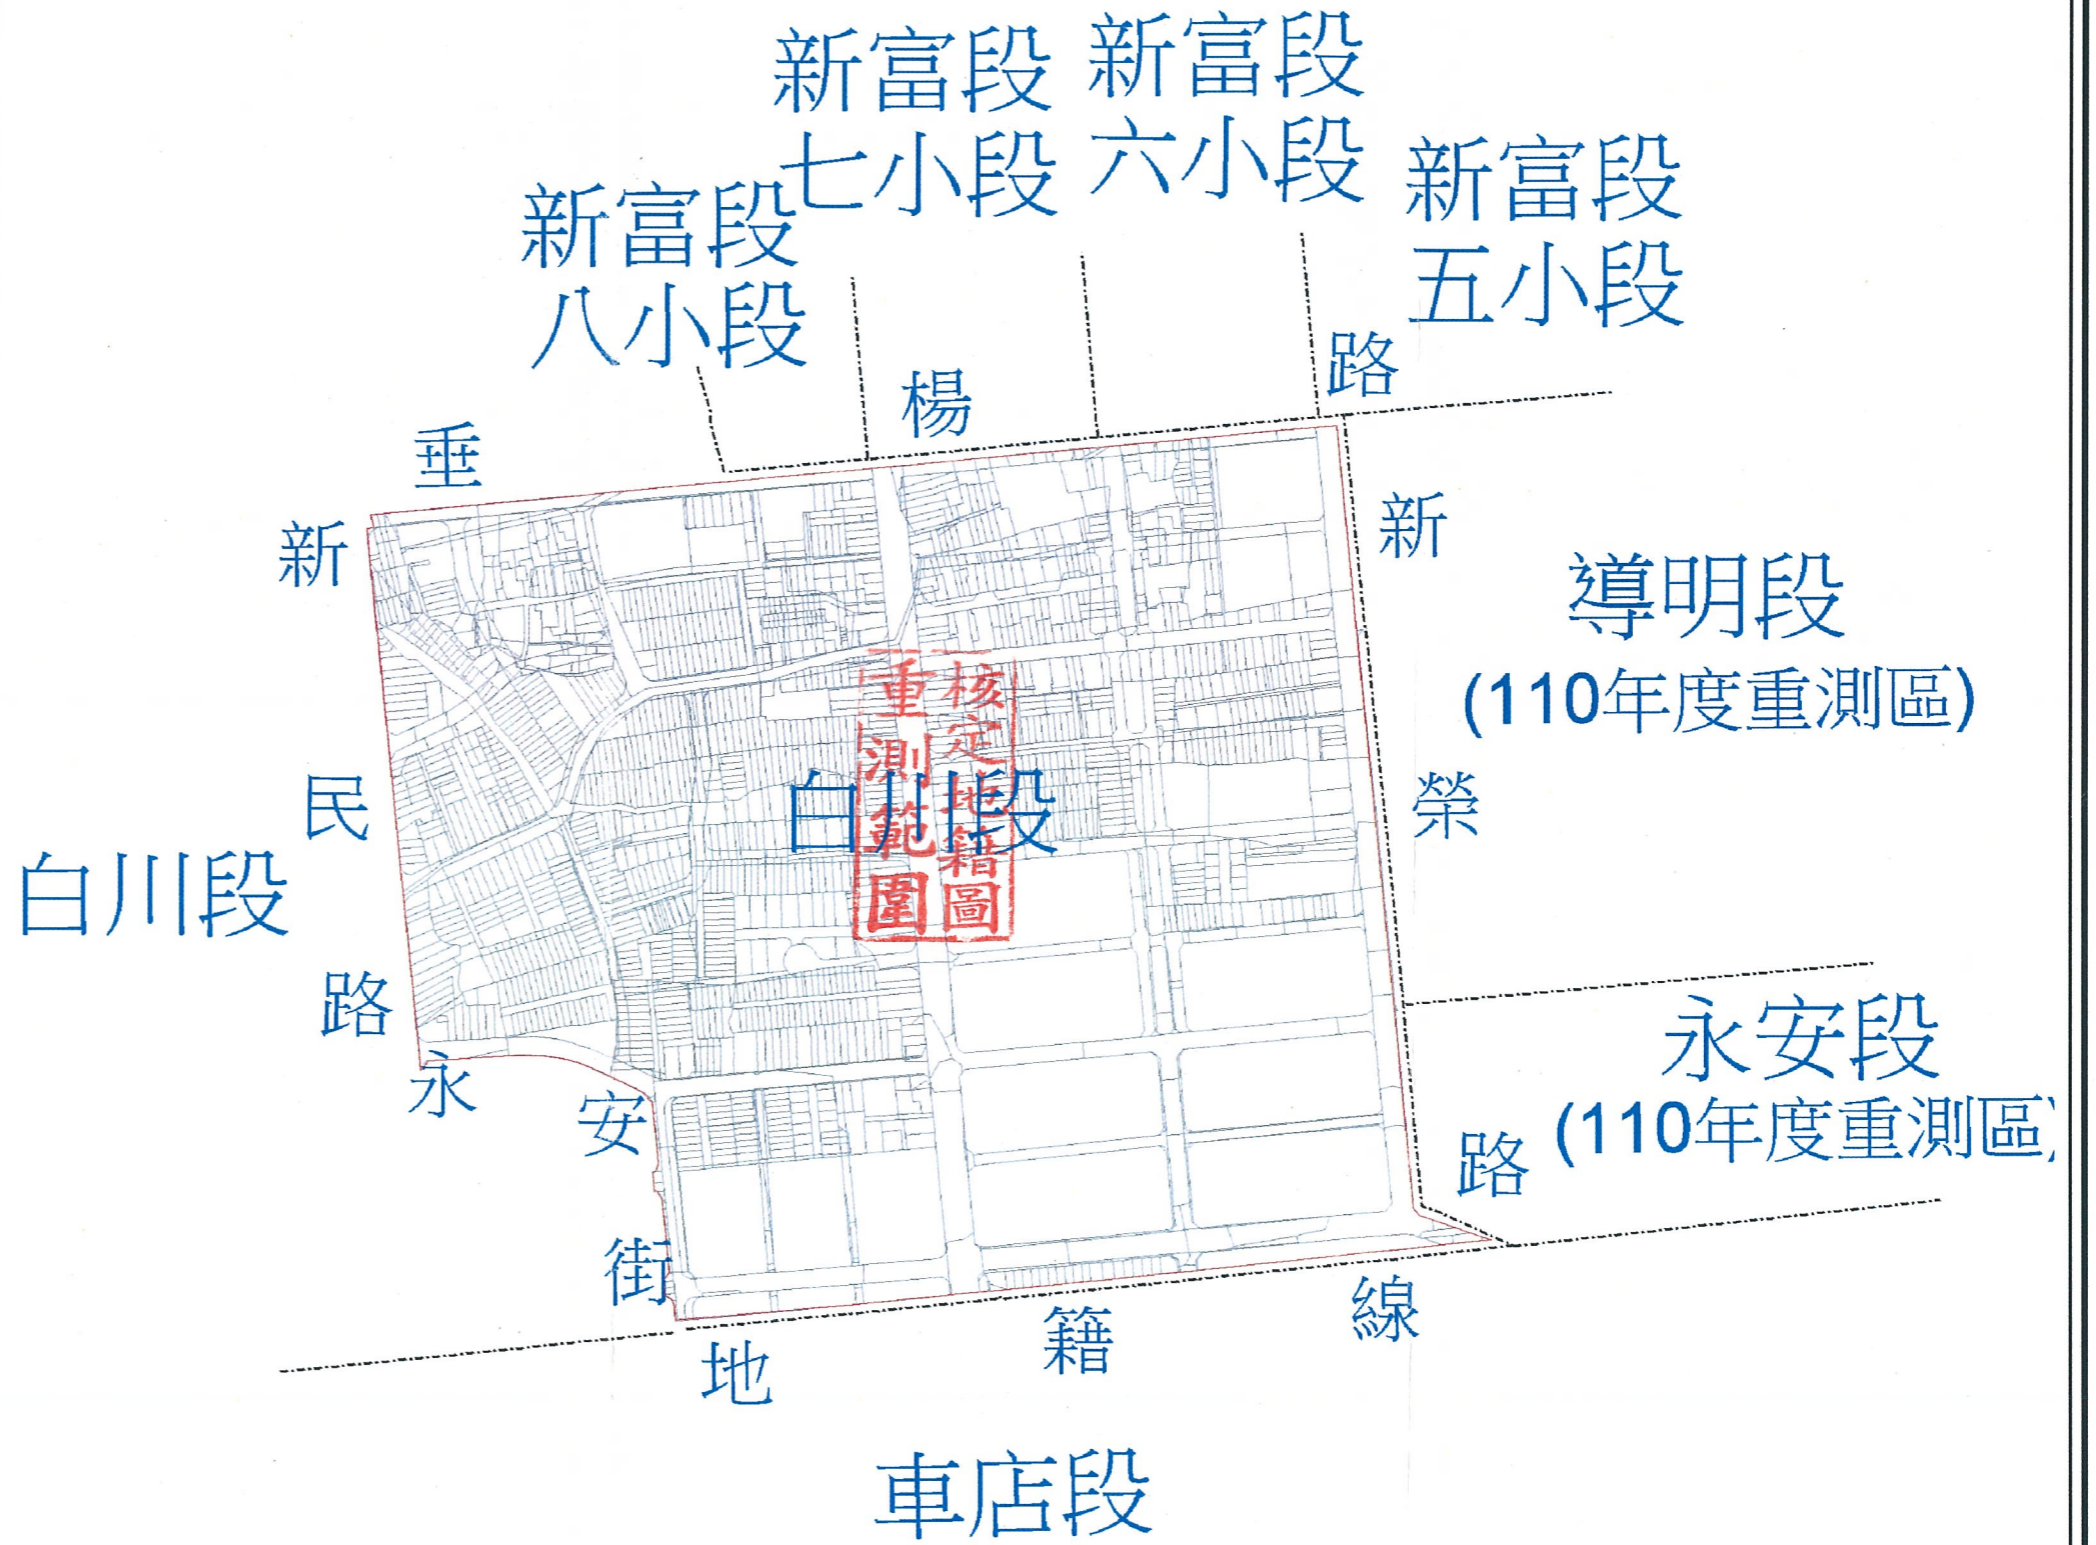 新富段
七小段
新富段
六小段
新富段
五小段
新富段
八小段
垂楊路
新民路
新榮路
導明段
(110年度重測區)
白川段
白川段
核定地籍圖
重測範圍
永安段
(110年度重測區)
永安街
地籍線
車店段